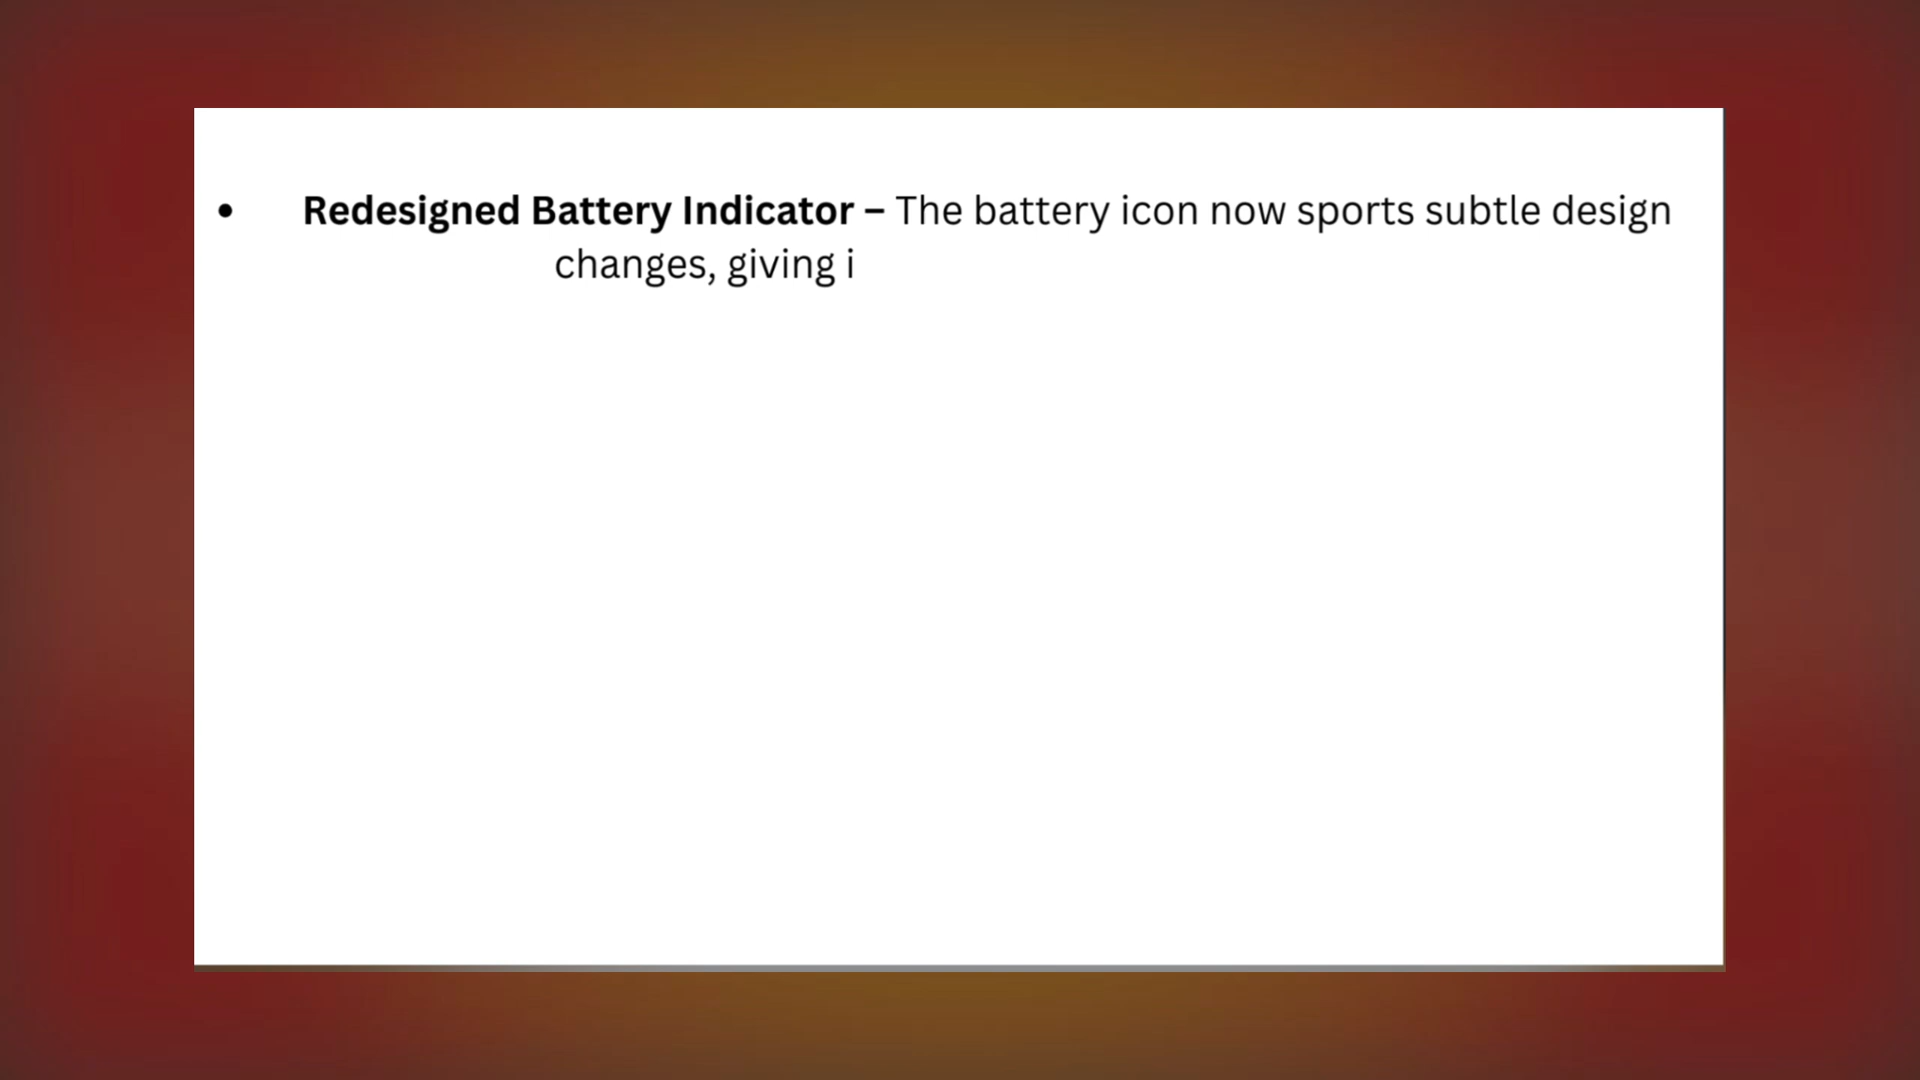 • Redesigned Battery Indicator – The battery icon now sports subtle design
changes, giving i